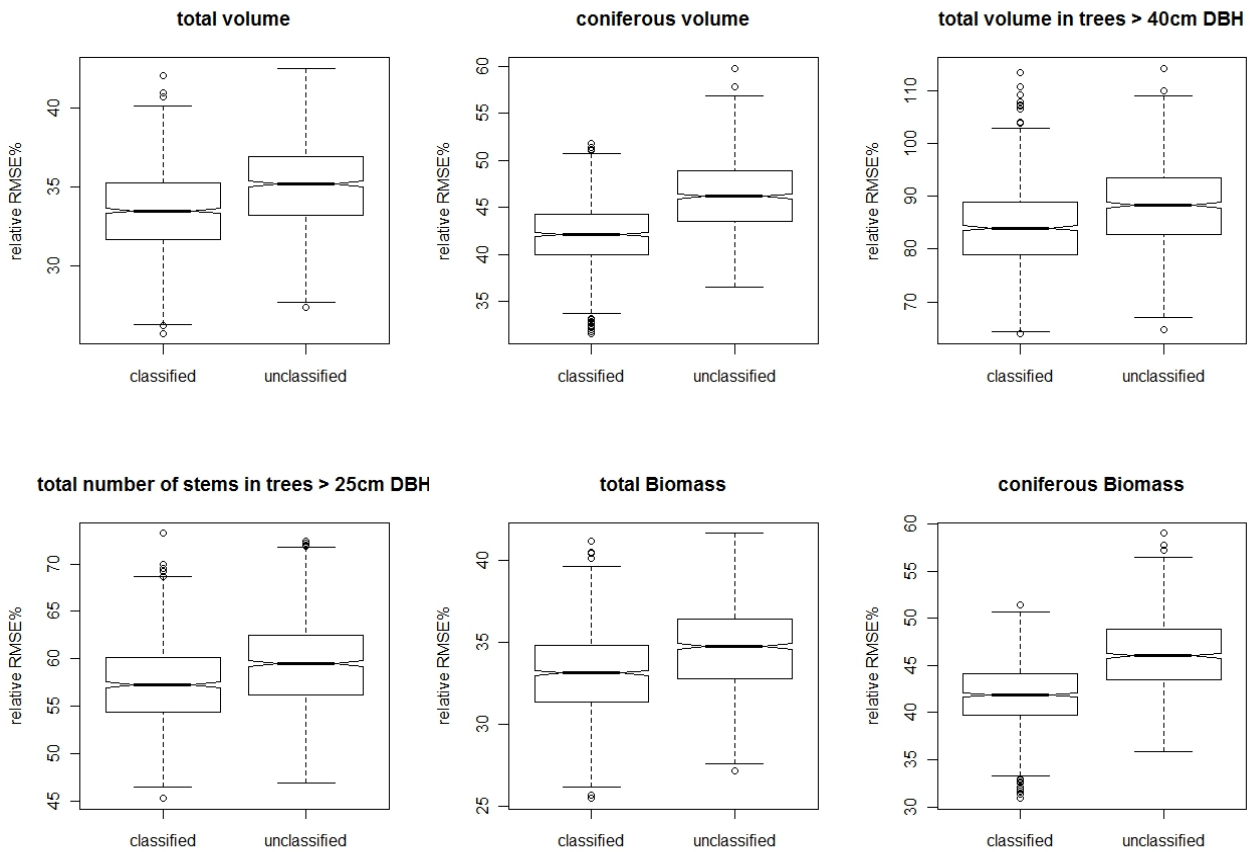 total volume
coniferous volume
total volume in trees > 40cm DBH
relative RMSE%
30
35
40
classified
unclassified
relative RMSE%
35
40
45
50
55
60
classified
unclassified
relative RMSE%
70
80
90
100
110
classified
unclassified
total number of stems in trees > 25cm DBH
total Biomass
coniferous Biomass
relative RMSE%
45
50
55
60
65
70
classified
unclassified
relative RMSE%
25
30
35
40
classified
unclassified
relative RMSE%
30
35
40
45
50
55
60
classified
unclassified